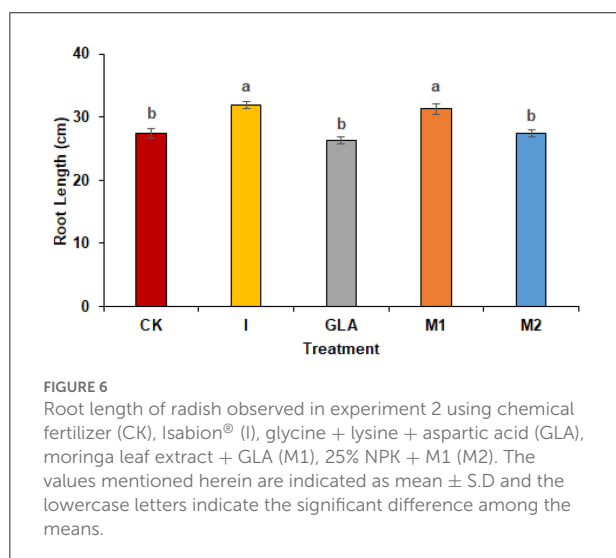 40
30
20
10
0
Root Length (cm)
b
a
b
a
b
CK I GLA M1 M2
Treatment
FIGURE 6
Root length of radish observed in experiment 2 using chemical
fertilizer (CK), Isabion® (I), glycine + lysine + aspartic acid (GLA),
moringa leaf extract + GLA (M1), 25% NPK + M1 (M2). The
values mentioned herein are indicated as mean ± S.D and the
lowercase letters indicate the significant difference among the
means.